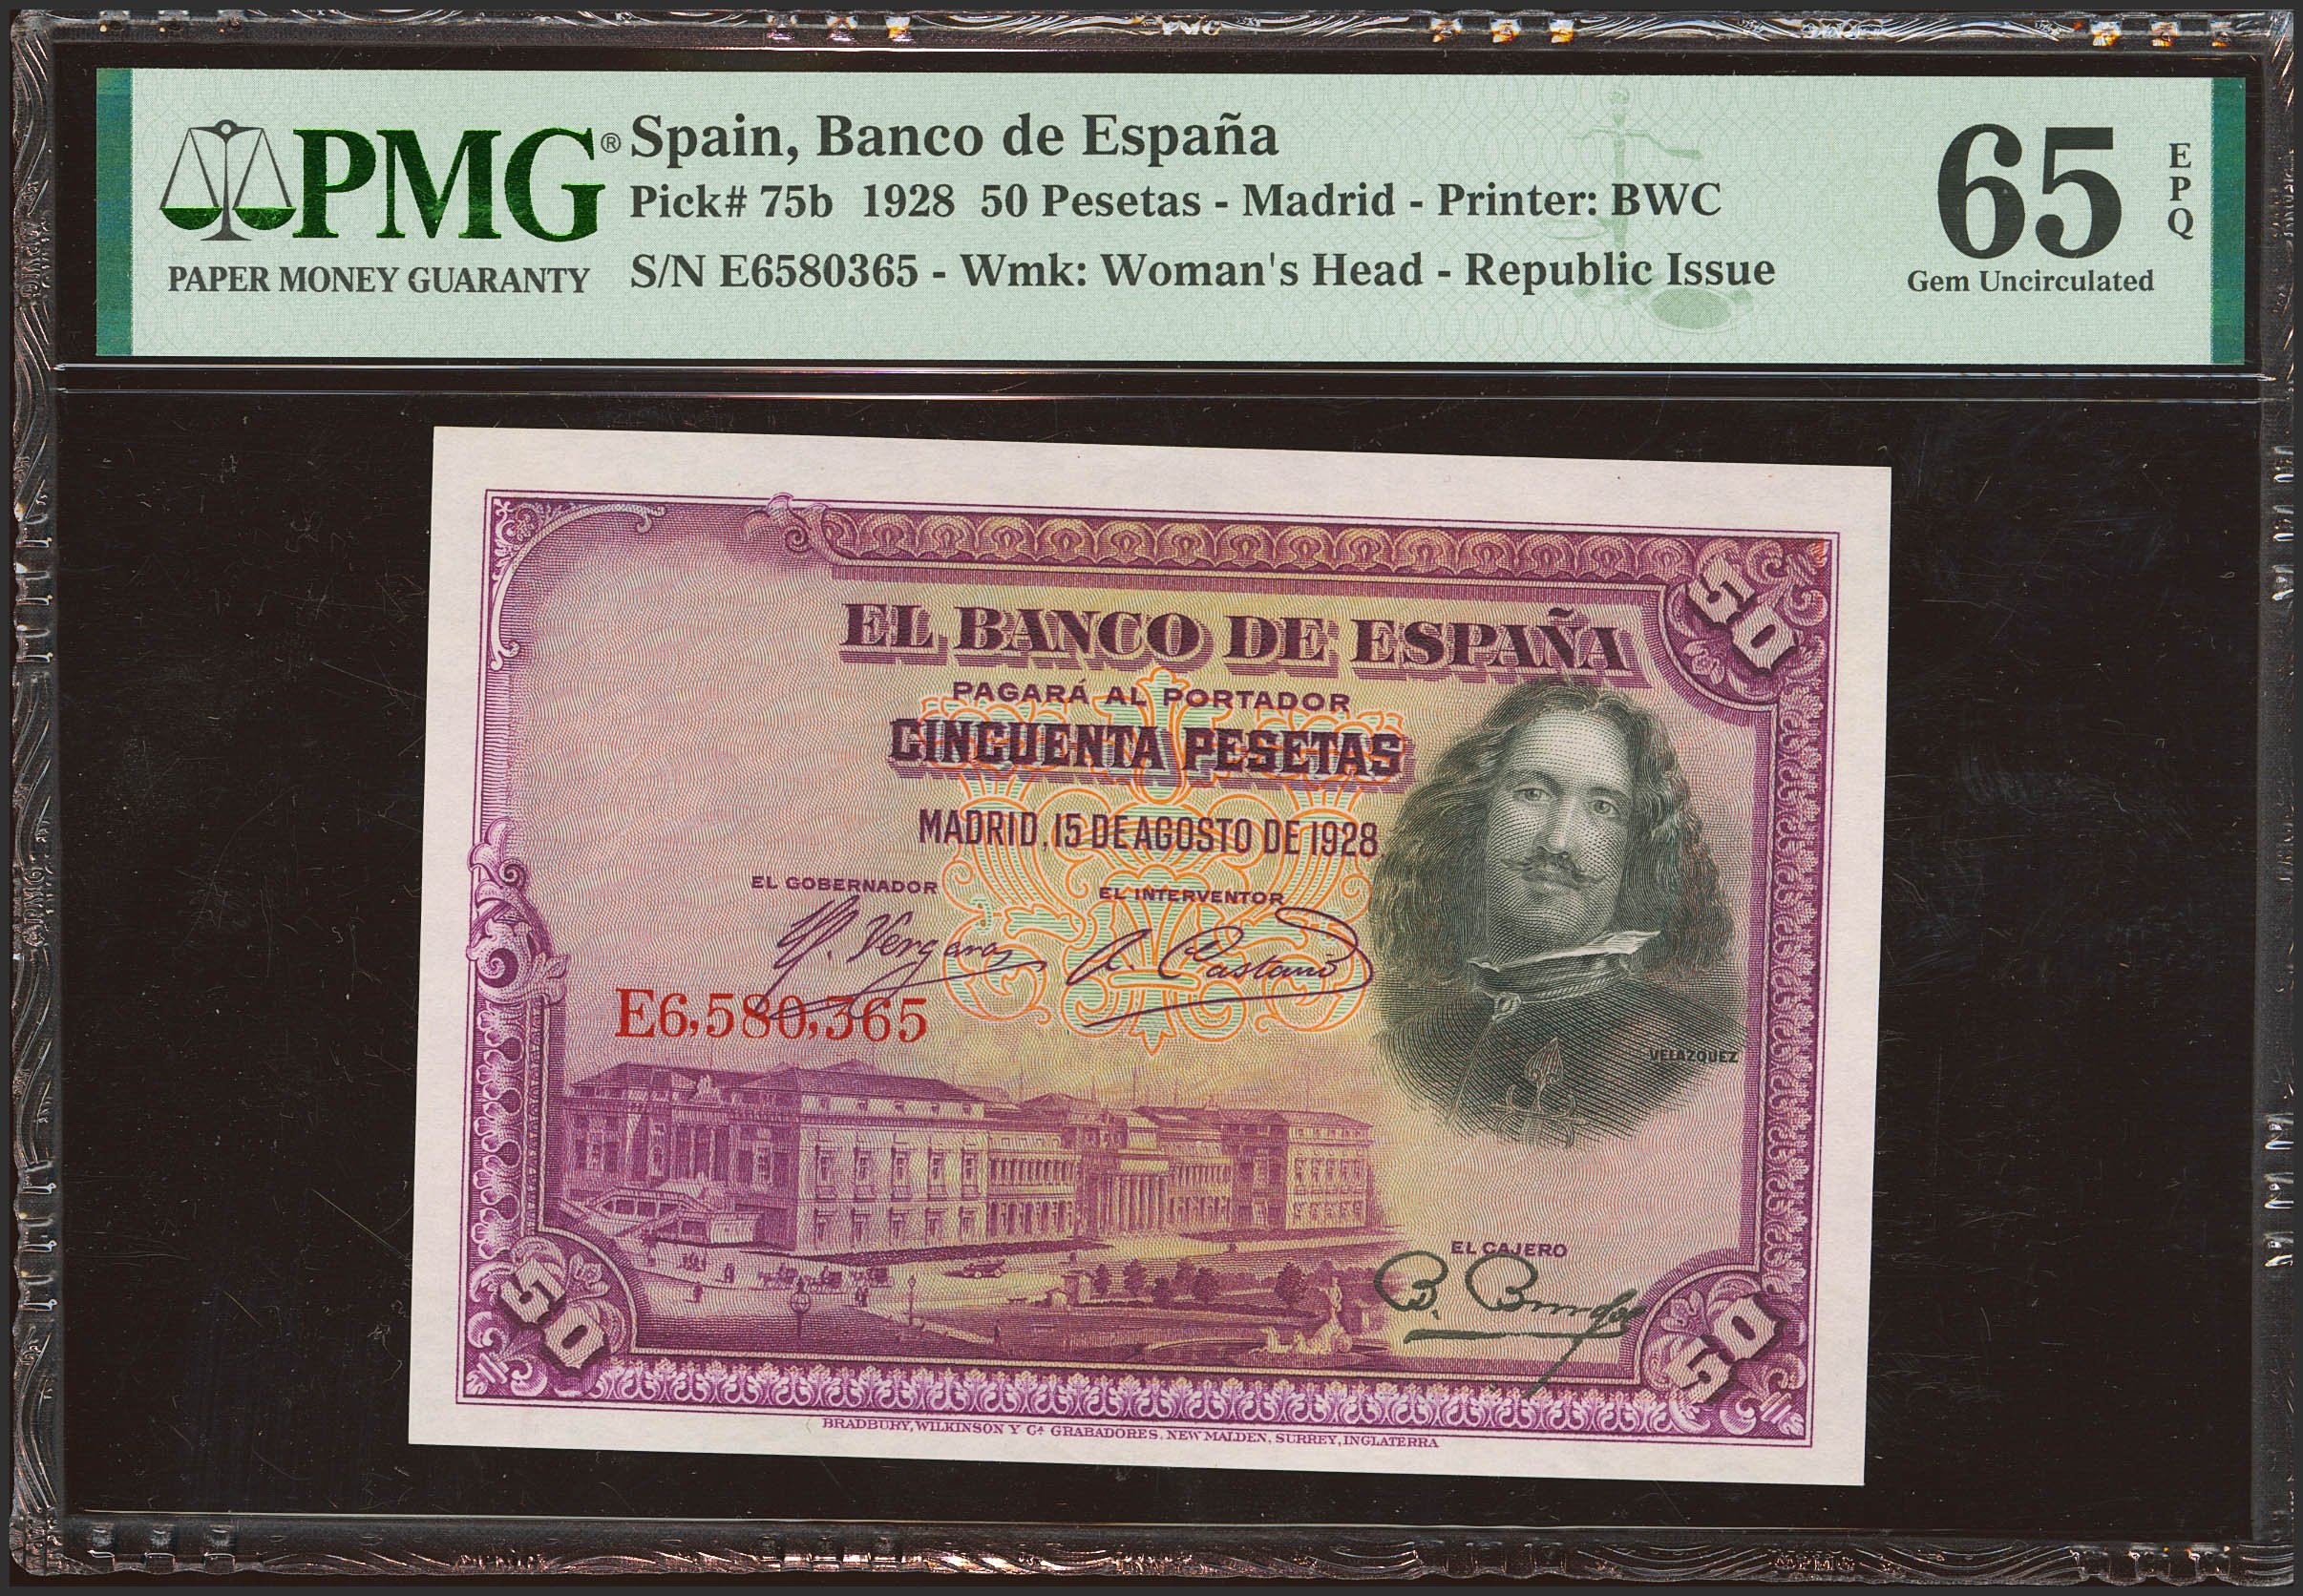 PMG®
PAPER MONEY GUARANTY
Spain, Banco de España
Pick# 75b 1928 50 Pesetas - Madrid - Printer: BWC
S/N E6580365 - Wmk: Woman's Head - Republic Issue
65
EPQ
Gem Uncirculated
50
EL BANCO DE ESPAÑA
PAGARÁ AL PORTADOR
CINCUENTA PESETAS
MADRID, 15 DE AGOSTO DE 1928
EL GOBERNADOR
EL INTERVENTOR
Vergara
A. Castaño
E6,580,365
VELAZQUEZ
EL CAJERO
50
50
BRADBURY, WILKINSON Y Cª GRABADORES, NEW MALDEN, SURREY, INGLATERRA